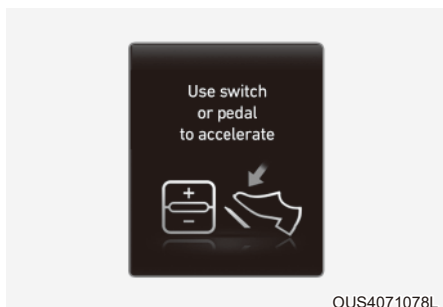 Use switch
or pedal
to accelerate
+
−
OUS4071078L